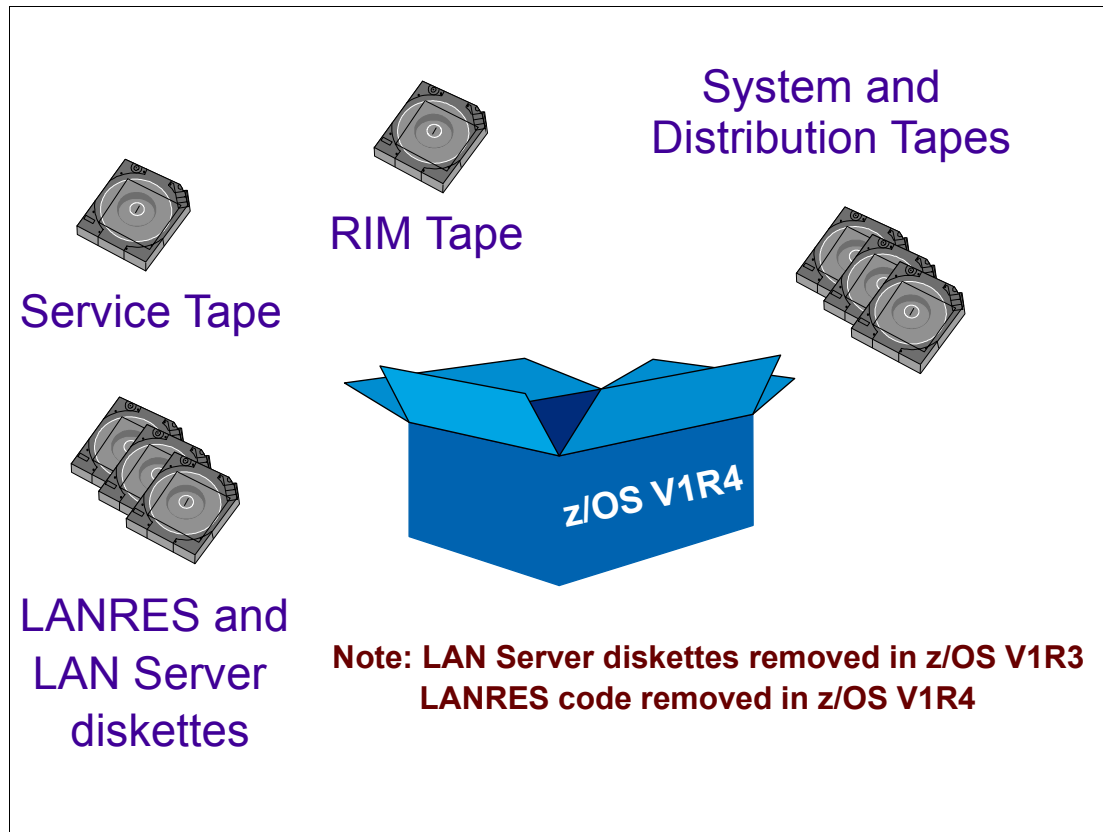 System and
Distribution Tapes
RIM Tape
Service Tape
z/OS V1R4
LANRES and
LAN Server
diskettes
Note: LAN Server diskettes removed in z/OS V1R3
LANRES code removed in z/OS V1R4